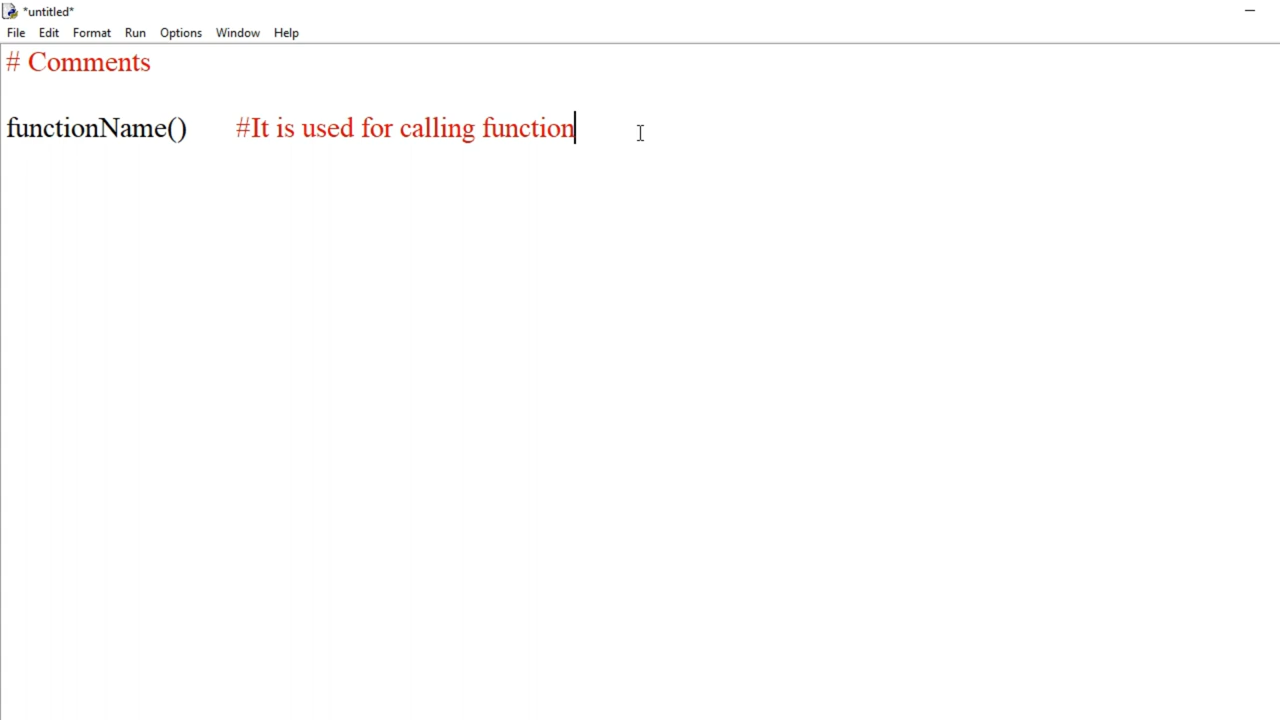 *untitled*
File Edit Format Run Options Window Help
# Comments
functionName() #It is used for calling function